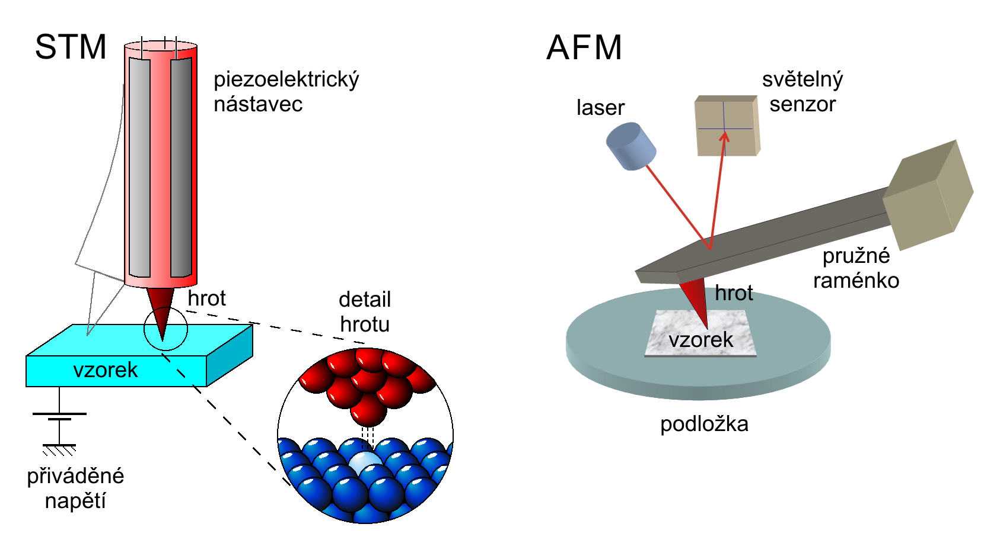 STM
piezoelektrický
nástavec
hrot
detail
hrotu
vzorek
přiváděné
napětí
AFM
světelný
senzor
laser
pružné
raménko
hrot
vzorek
podložka